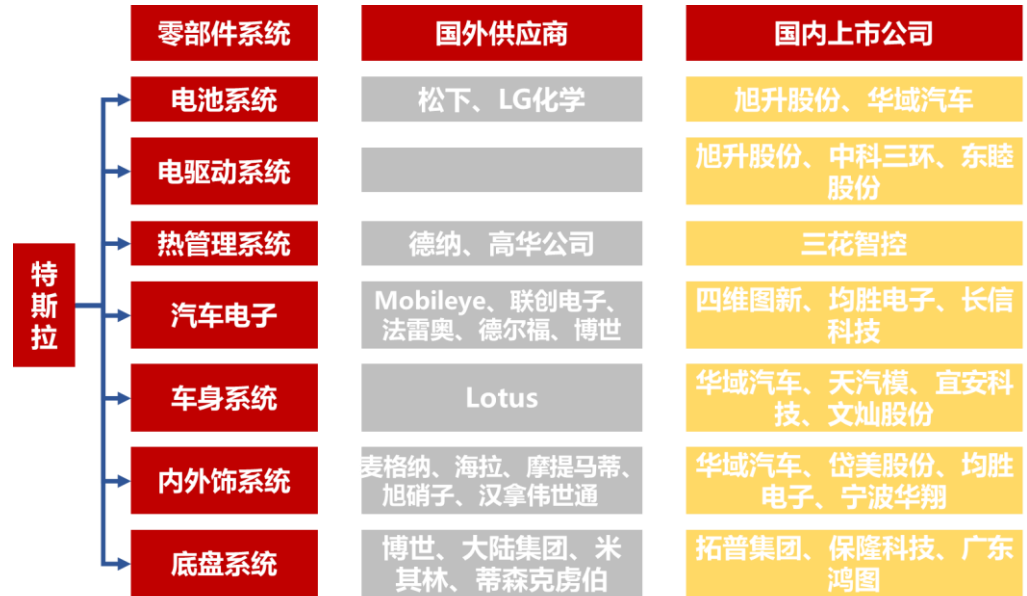 零部件系统
国外供应商
国内上市公司
电池系统
松下、LG化学
旭升股份、华域汽车
电驱动系统
旭升股份、中科三环、东睦
股份
热管理系统
德纳、高华公司
三花智控
特
斯
拉
汽车电子
Mobileye、联创电子、
法雷奥、德尔福、博世
四维图新、均胜电子、长信
科技
车身系统
Lotus
华域汽车、天汽模、宜安科
技、文灿股份
内外饰系统
麦格纳、海拉、摩提马蒂、
旭硝子、汉拿伟世通
华域汽车、岱美股份、均胜
电子、宁波华翔
底盘系统
博世、大陆集团、米
其林、蒂森克虏伯
拓普集团、保隆科技、广东
鸿图